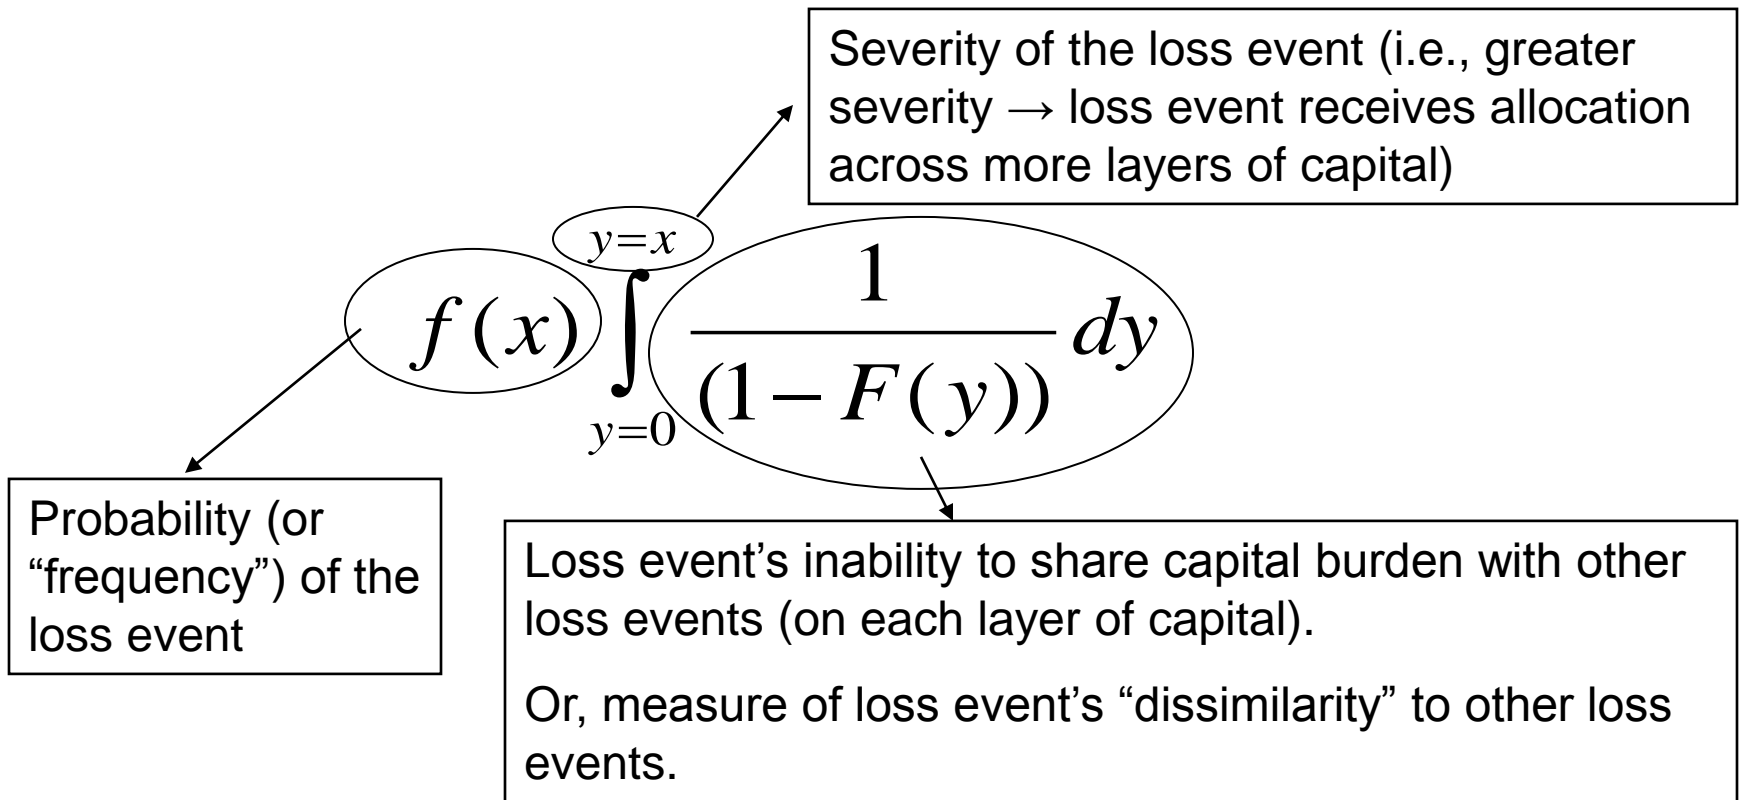 Severity of the loss event (i.e., greater
severity → loss event receives allocation
across more layers of capital)
y=x
f(x) ∫ 1/(1−F(y)) dy
y=0
Probability (or
“frequency”) of the
loss event
Loss event’s inability to share capital burden with other
loss events (on each layer of capital).
Or, measure of loss event’s “dissimilarity” to other loss
events.